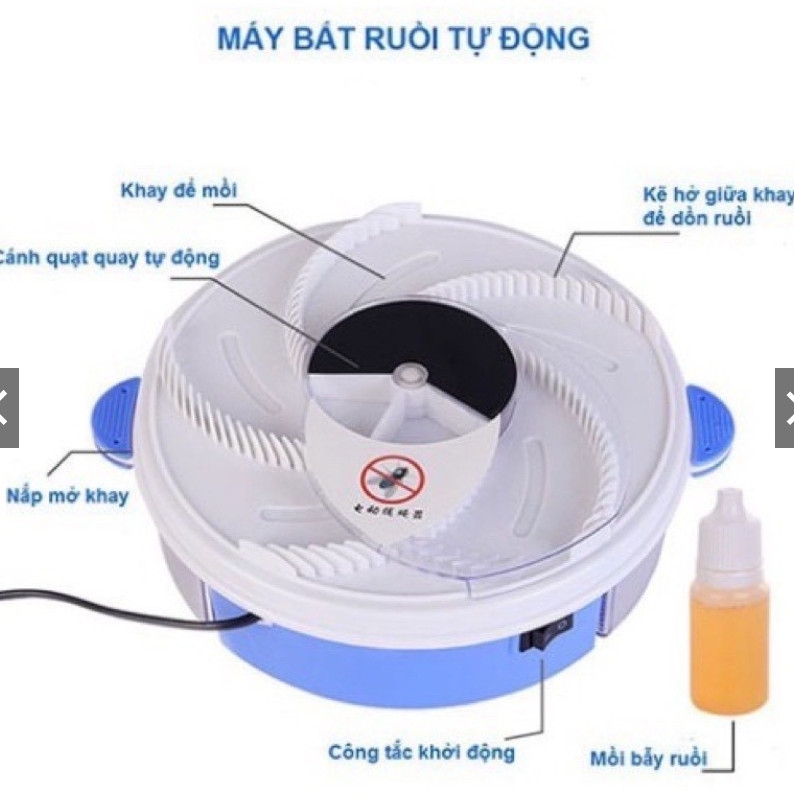 MÁY BẮT RUỒI TỰ ĐỘNG
Khay để mồi
Kẽ hở giữa khay
để dồn ruồi
Cánh quạt quay tự động
Nắp mở khay
Công tắc khởi động
Mồi bẫy ruồi